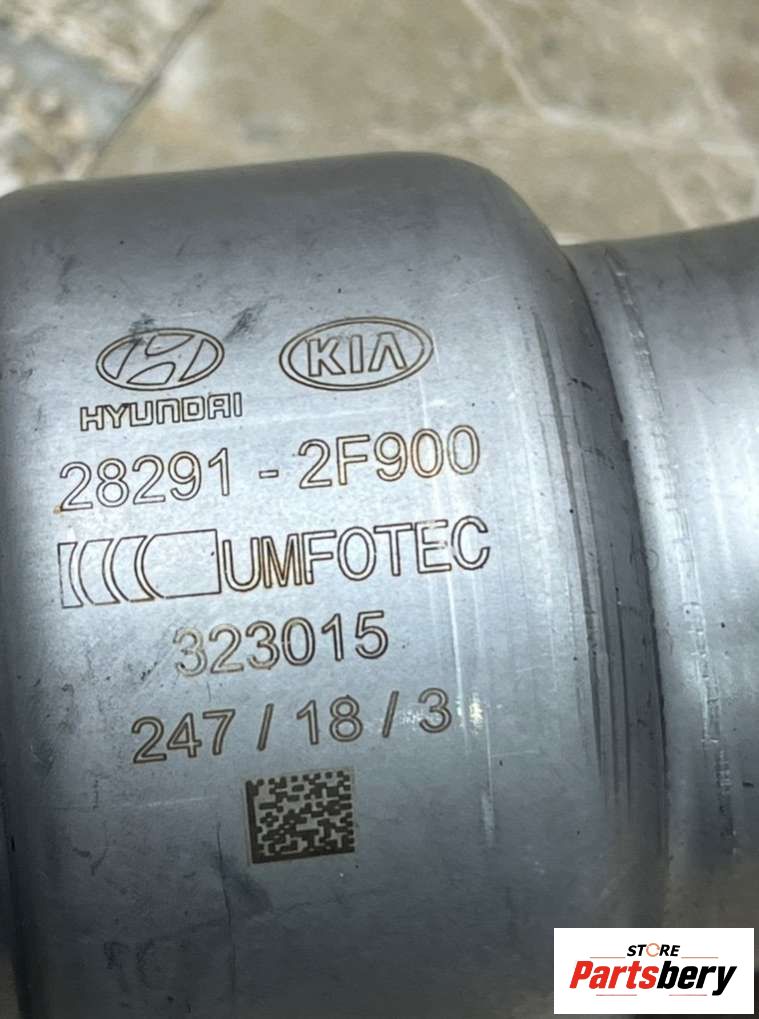 KIA
HYUNDAI
28291 - 2F900
UMFOTEC
323015
247 / 18 / 3
STORE
Partsbery